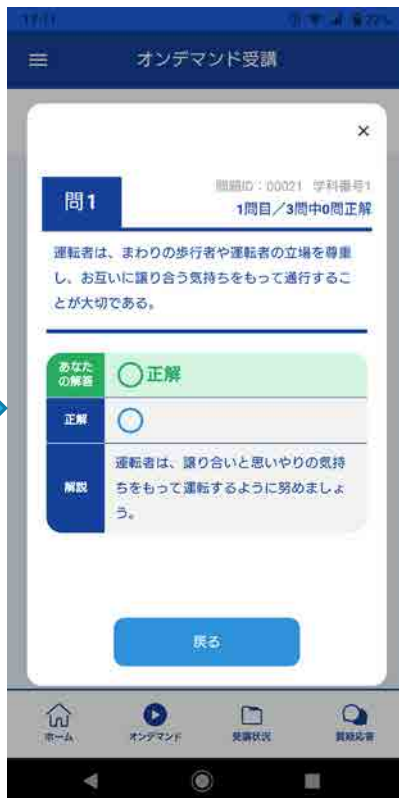 17:11
72%
オンデマンド受講
×
問題ID：00021 学科番号1
問1
1問目／3問中0問正解
運転者は、まわりの歩行者や運転者の立場を尊重
し、お互いに譲り合う気持ちをもって通行するこ
とが大切である。
あなた
の解答
○正解
正解
○
解説
運転者は、譲り合いと思いやりの気持
ちをもって運転するように努めましょ
う。
戻る
ホーム
オンデマンド
受講状況
質疑応答